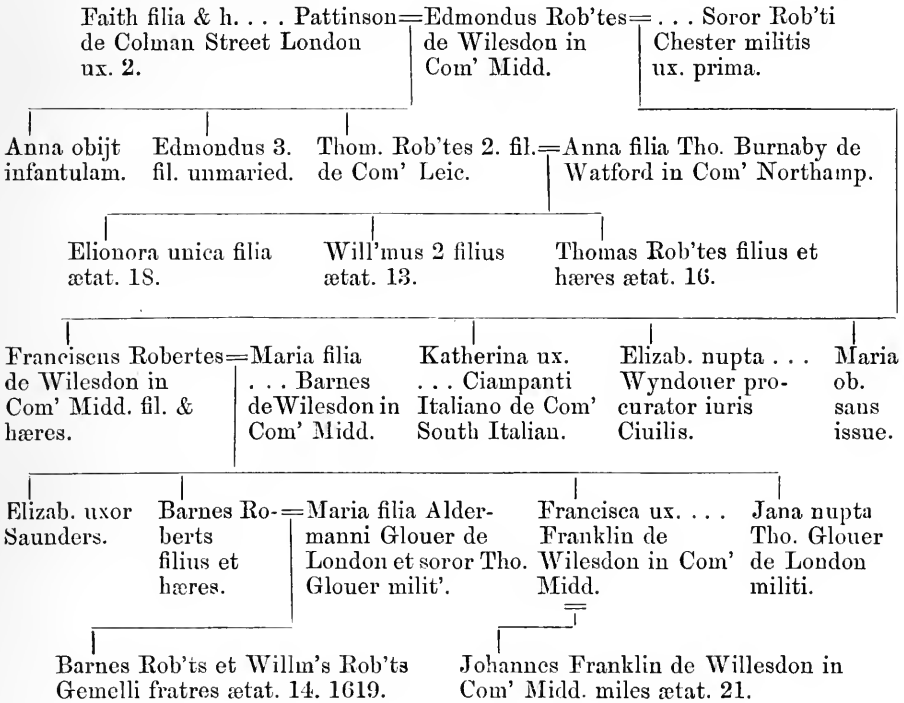 Faith filia & h. . . . Pattinson=Edmondus Rob'tes= . . . Soror Rob'ti
de Colman Street London de Wilesdon in Chester militis
ux. 2. Com' Midd. ux. prima.
Anna obijt Edmondus 3. Thom. Rob'tes 2. fil.=Anna filia Tho. Burnaby de
infantulam. fil. unmaried. de Com' Leic. Watford in Com' Northamp.
Elionora unica filia Will'mus 2 filius Thomas Rob'tes filius et
ætat. 18. ætat. 13. hæres ætat. 16.
Franciscus Robertes=Maria filia Katherina ux. Elizab. nupta . . . Maria
de Wilesdon in . . . Barnes . . . Ciampanti Wyndouer pro- ob.
Com' Midd. fil. & de Wilesdon in Italiano de Com' curator iuris sans
hæres. Com' Midd. South Italian. Ciuilis. issue.
Elizab. uxor Barnes Ro-=Maria filia Alder- Francisca ux. . . . Jana nupta
Saunders. berts manni Glouer de Franklin de Tho. Glouer
filius et London et soror Tho. Wilesdon in Com' de London
hæres. Glouer milit'. Midd. militi.
Barnes Rob'ts et Willm's Rob'ts Johannes Franklin de Willesdon in
Gemelli fratres ætat. 14. 1619. Com' Midd. miles ætat. 21.